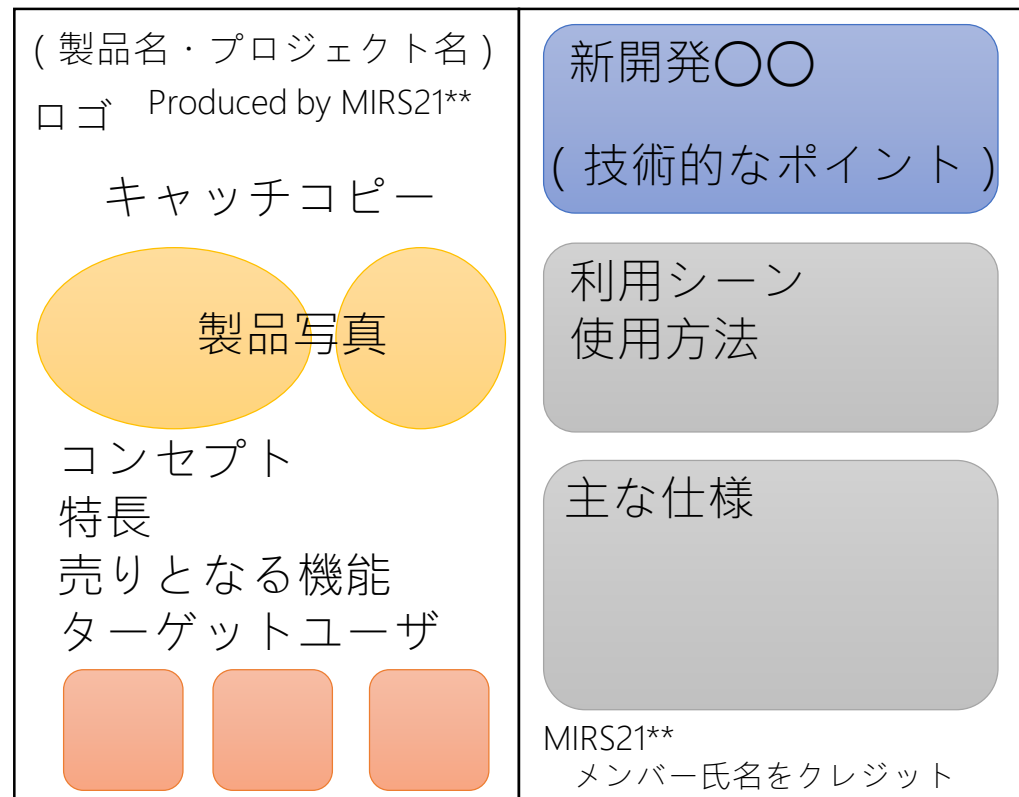 (製品名・プロジェクト名)
ロゴ Produced by MIRS21**
キャッチコピー
製品写真
コンセプト
特長
売りとなる機能
ターゲットユーザ
新開発〇〇
(技術的なポイント)
利用シーン
使用方法
主な仕様
MIRS21**
メンバー氏名をクレジット